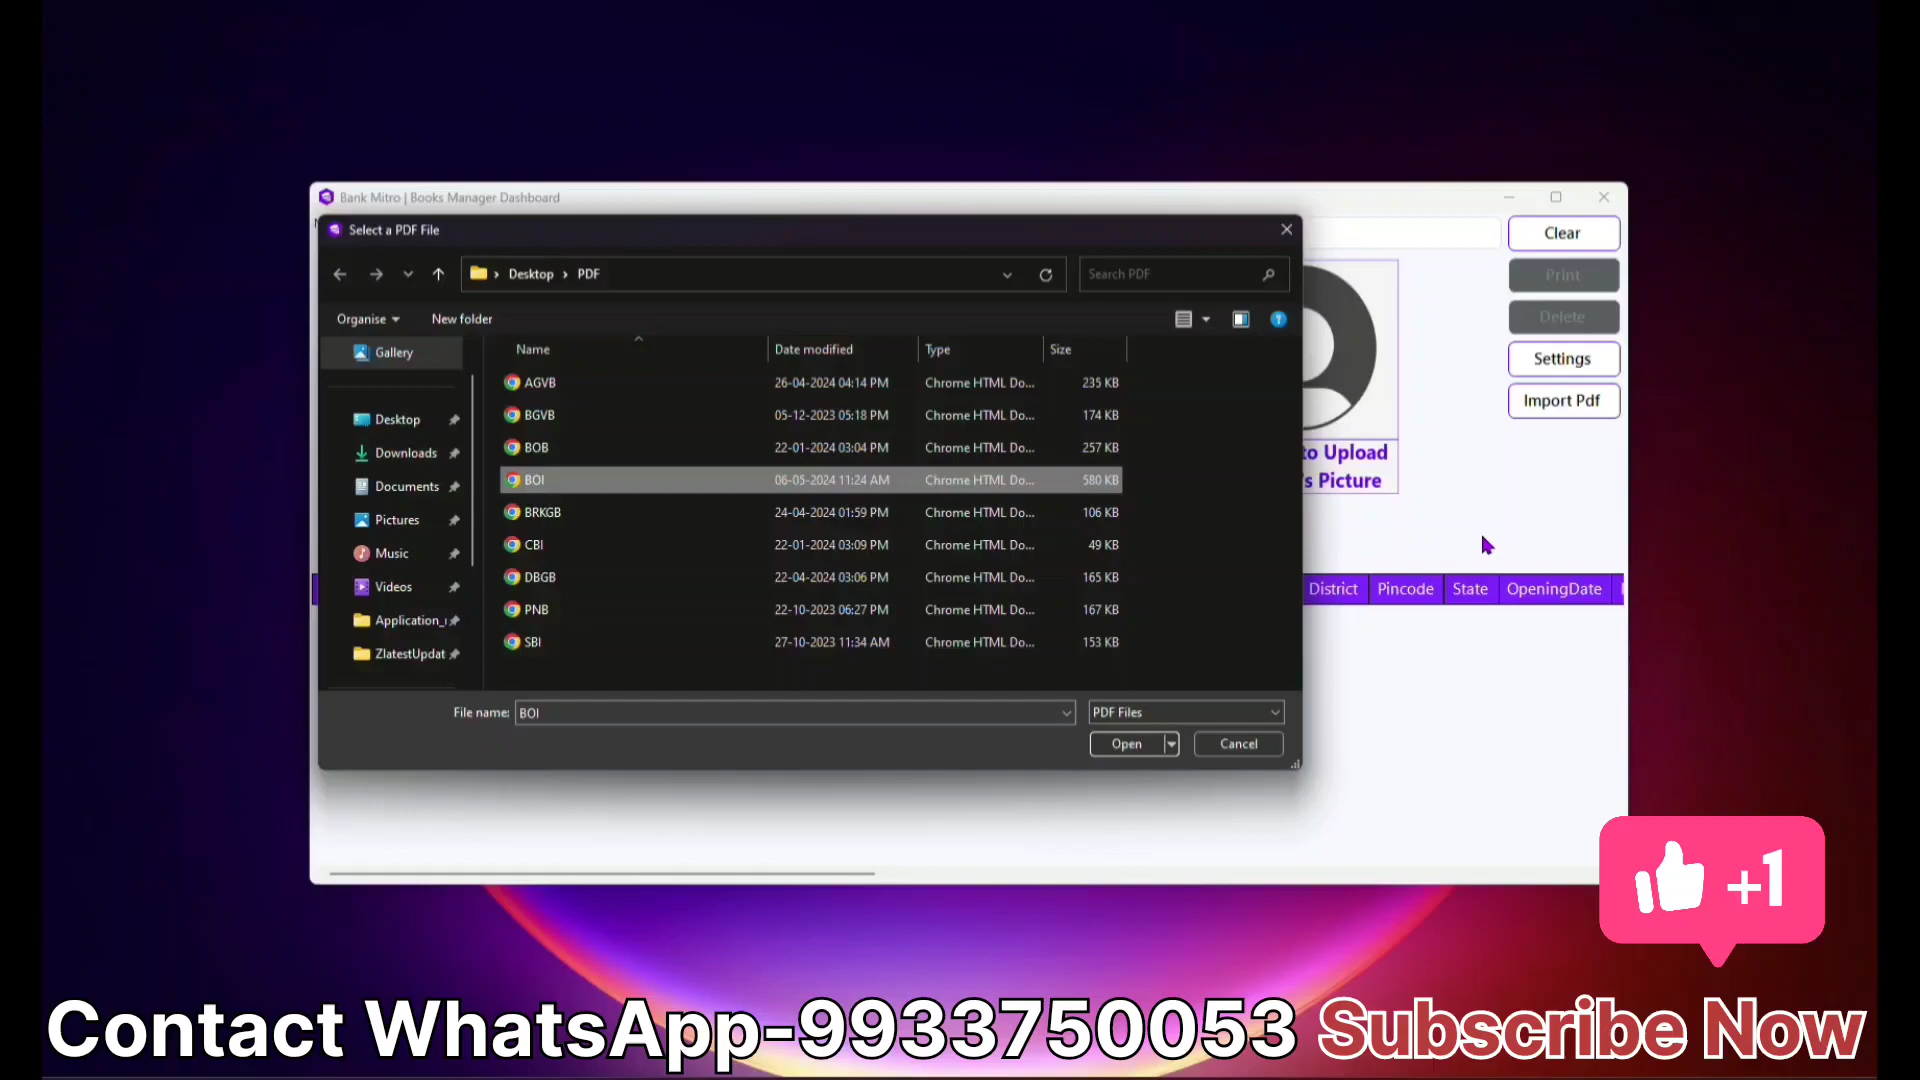 Bank Mitro | Books Manager Dashboard
Select a PDF File
Clear
Desktop > PDF
Search PDF
Print
Organise
New folder
Delete
Gallery
Name
Date modified
Type
Size
Settings
AGVB 26-04-2024 04:14 PM Chrome HTML Do... 235 KB
Import Pdf
Desktop
BGVB 05-12-2023 05:18 PM Chrome HTML Do... 174 KB
Downloads
BOB 22-01-2024 03:04 PM Chrome HTML Do... 257 KB
to Upload
Documents
BOI 06-05-2024 11:24 AM Chrome HTML Do... 580 KB
's Picture
Pictures
BRKGB 24-04-2024 01:59 PM Chrome HTML Do... 106 KB
Music
CBI 22-01-2024 03:09 PM Chrome HTML Do... 49 KB
Videos
DBGB 22-04-2024 03:06 PM Chrome HTML Do... 165 KB
District Pincode State OpeningDate
Application_
PNB 22-10-2023 06:27 PM Chrome HTML Do... 167 KB
ZlatestUpdat
SBI 27-10-2023 11:34 AM Chrome HTML Do... 153 KB
File name: BOI
PDF Files
Open
Cancel
+1
Contact WhatsApp-9933750053 Subscribe Now